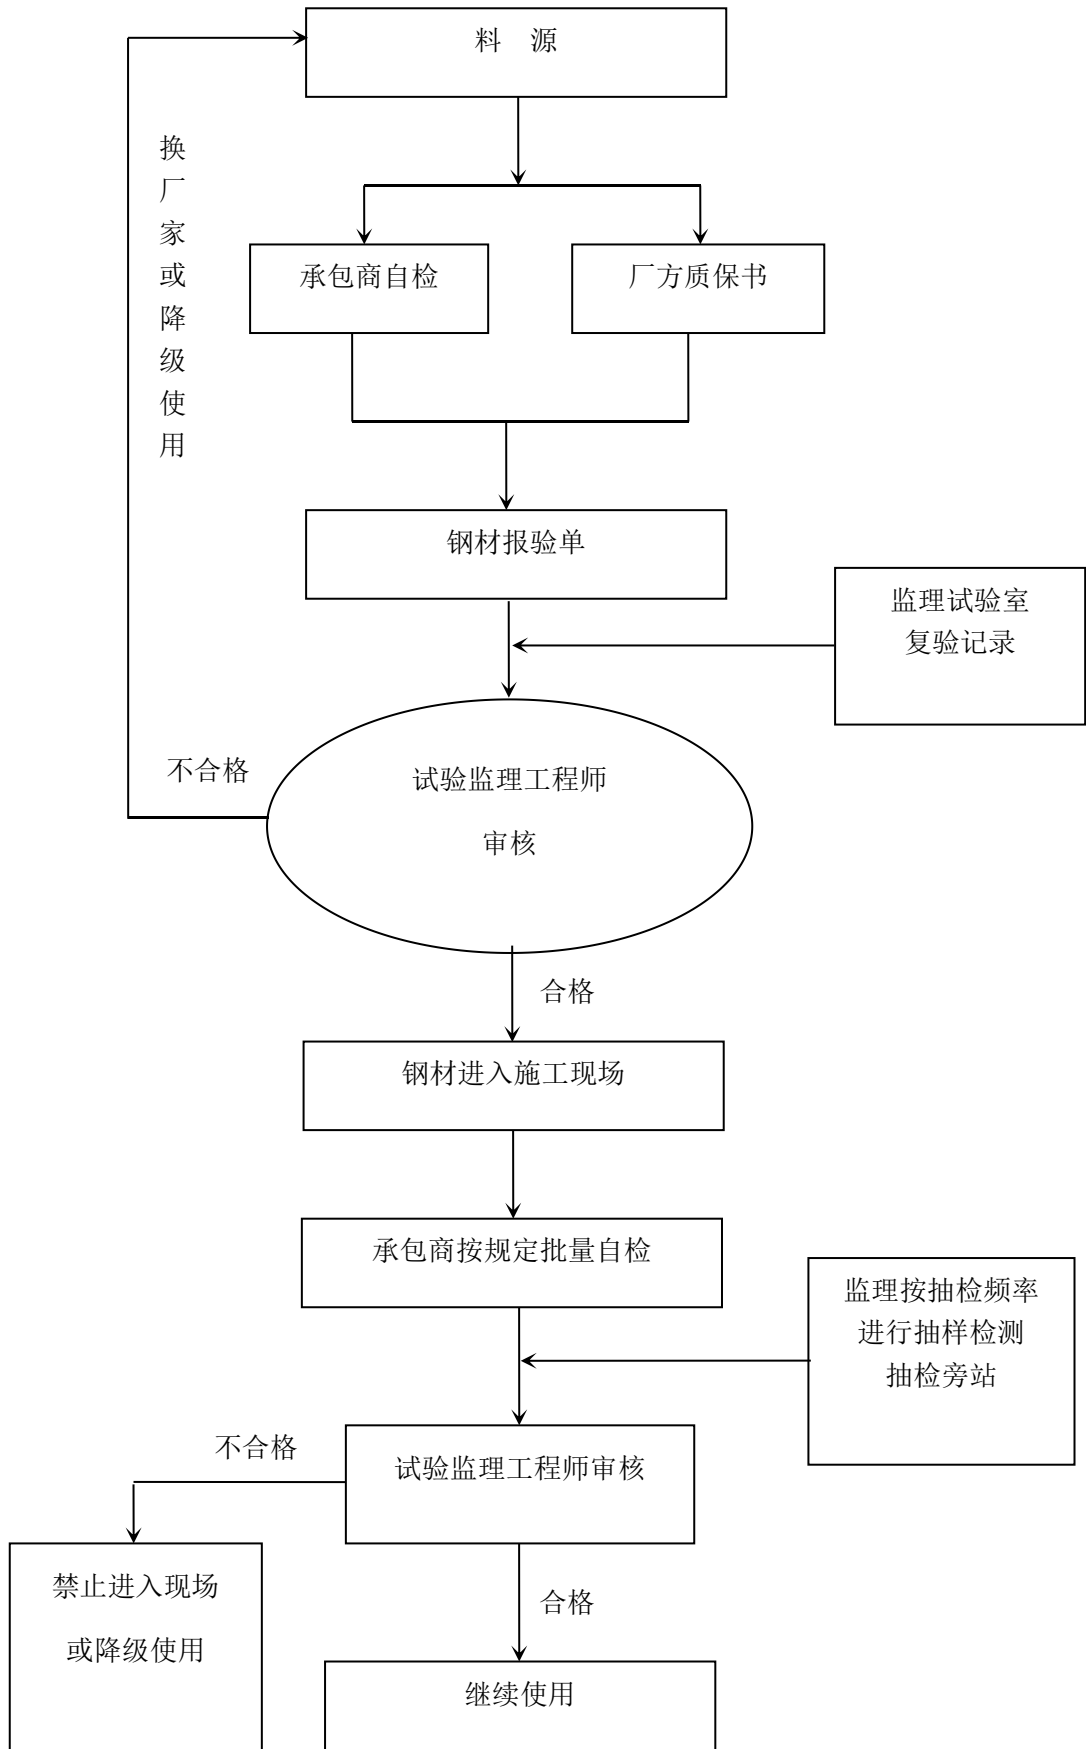 料 源
换厂家或降级使用
承包商自检
厂方质保书
钢材报验单
监理试验室
复验记录
不合格
试验监理工程师
审核
合格
钢材进入施工现场
承包商按规定批量自检
监理按抽检频率
进行抽样检测
抽检旁站
不合格
试验监理工程师审核
禁止进入现场
或降级使用
合格
继续使用